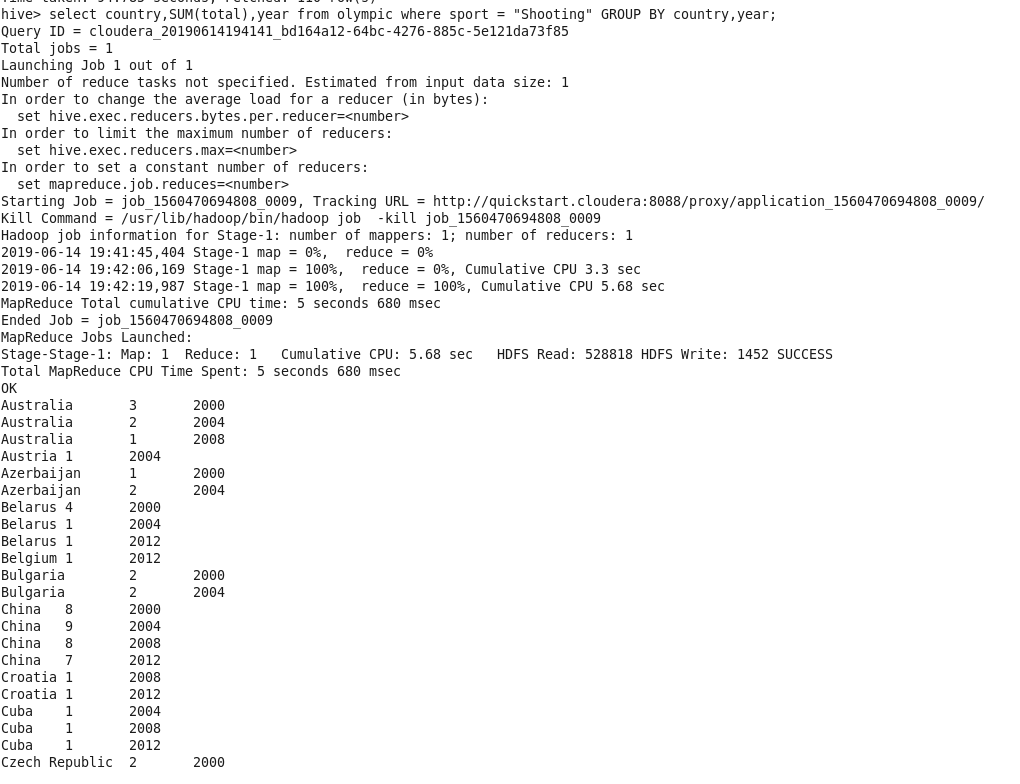 hive> select country,SUM(total),year from olympic where sport = "Shooting" GROUP BY country,year;
Query ID = cloudera_20190614194141_bd164a12-64bc-4276-885c-5e121da73f85
Total jobs = 1
Launching Job 1 out of 1
Number of reduce tasks not specified. Estimated from input data size: 1
In order to change the average load for a reducer (in bytes):
  set hive.exec.reducers.bytes.per.reducer=<number>
In order to limit the maximum number of reducers:
  set hive.exec.reducers.max=<number>
In order to set a constant number of reducers:
  set mapreduce.job.reduces=<number>
Starting Job = job_1560470694808_0009, Tracking URL = http://quickstart.cloudera:8088/proxy/application_1560470694808_0009/
Kill Command = /usr/lib/hadoop/bin/hadoop job  -kill job_1560470694808_0009
Hadoop job information for Stage-1: number of mappers: 1; number of reducers: 1
2019-06-14 19:41:45,404 Stage-1 map = 0%,  reduce = 0%
2019-06-14 19:42:06,169 Stage-1 map = 100%,  reduce = 0%, Cumulative CPU 3.3 sec
2019-06-14 19:42:19,987 Stage-1 map = 100%,  reduce = 100%, Cumulative CPU 5.68 sec
MapReduce Total cumulative CPU time: 5 seconds 680 msec
Ended Job = job_1560470694808_0009
MapReduce Jobs Launched:
Stage-Stage-1: Map: 1  Reduce: 1   Cumulative CPU: 5.68 sec   HDFS Read: 528818 HDFS Write: 1452 SUCCESS
Total MapReduce CPU Time Spent: 5 seconds 680 msec
OK
Australia       3       2000
Australia       2       2004
Australia       1       2008
Austria 1       2004
Azerbaijan      1       2000
Azerbaijan      2       2004
Belarus 4       2000
Belarus 1       2004
Belarus 1       2012
Belgium 1       2012
Bulgaria        2       2000
Bulgaria        2       2004
China   8       2000
China   9       2004
China   8       2008
China   7       2012
Croatia 1       2008
Croatia 1       2012
Cuba    1       2004
Cuba    1       2008
Cuba    1       2012
Czech Republic  2       2000